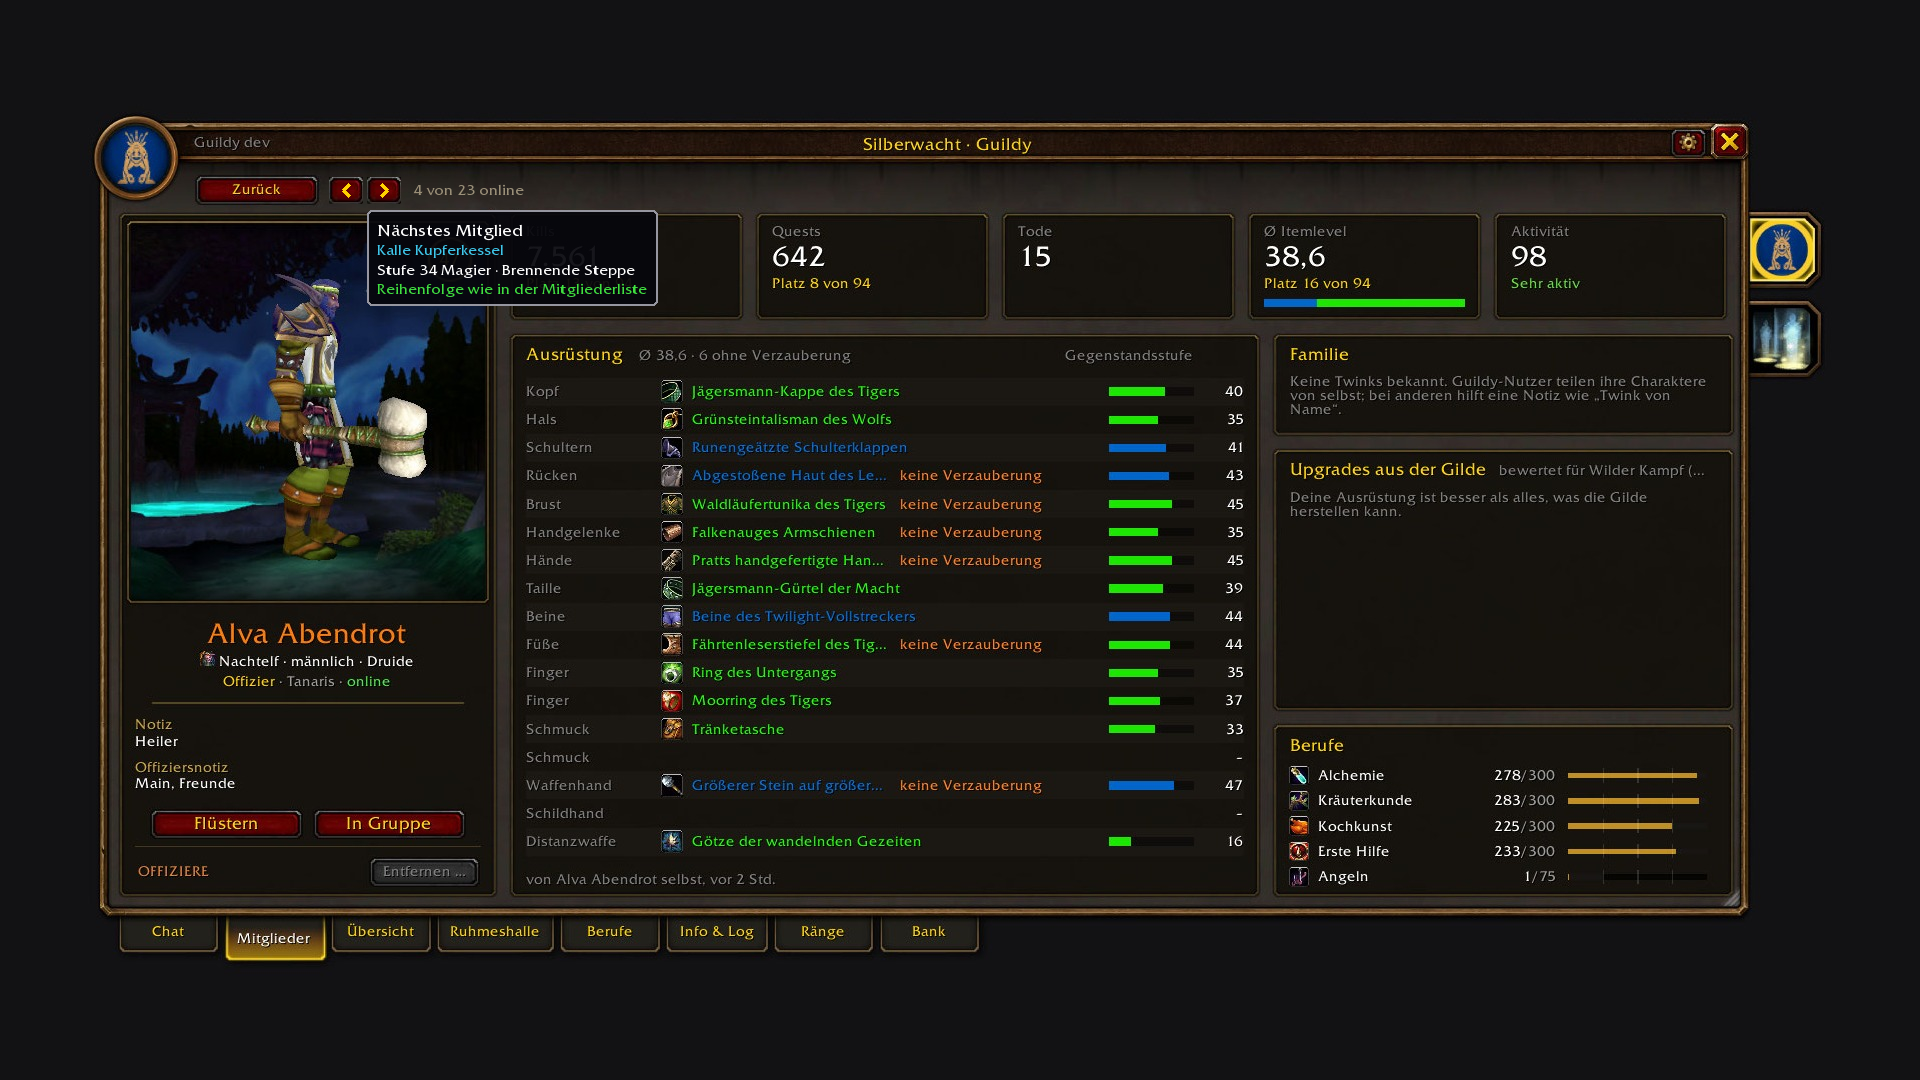 Guildy dev
Silberwacht · Guildy
Zurück
4 von 23 online
Nächstes Mitglied
Kalle Kupferkessel
Stufe 34 Magier · Brennende Steppe
Reihenfolge wie in der Mitgliederliste
7.561
Quests
642
Platz 8 von 94
Tode
15
Ø Itemlevel
38,6
Platz 16 von 94
Aktivität
98
Sehr aktiv
Alva Abendrot
Nachtelf · männlich · Druide
Offizier · Tanaris · online
Notiz
Heiler
Offiziersnotiz
Main, Freunde
Flüstern
In Gruppe
OFFIZIERE
Entfernen ...
Ausrüstung Ø 38,6 · 6 ohne Verzauberung Gegenstandsstufe
Kopf Jägersmann-Kappe des Tigers 40
Hals Grünsteintalisman des Wolfs 35
Schultern Runengeätzte Schulterklappen 41
Rücken Abgestoßene Haut des Le... keine Verzauberung 43
Brust Waldläufertunika des Tigers keine Verzauberung 45
Handgelenke Falkenauges Armschienen keine Verzauberung 35
Hände Pratts handgefertigte Han... keine Verzauberung 45
Taille Jägersmann-Gürtel der Macht 39
Beine Beine des Twilight-Vollstreckers 44
Füße Fährtenleserstiefel des Tig... keine Verzauberung 44
Finger Ring des Untergangs 35
Finger Moorring des Tigers 37
Schmuck Tränketasche 33
Schmuck -
Waffenhand Größerer Stein auf größer... keine Verzauberung 47
Schildhand -
Distanzwaffe Götze der wandelnden Gezeiten 16
von Alva Abendrot selbst, vor 2 Std.
Familie
Keine Twinks bekannt. Guildy-Nutzer teilen ihre Charaktere
von selbst; bei anderen hilft eine Notiz wie „Twink von
Name“.
Upgrades aus der Gilde bewertet für Wilder Kampf (...
Deine Ausrüstung ist besser als alles, was die Gilde
herstellen kann.
Berufe
Alchemie 278/300
Kräuterkunde 283/300
Kochkunst 225/300
Erste Hilfe 233/300
Angeln 1/75
Chat
Mitglieder
Übersicht
Ruhmeshalle
Berufe
Info & Log
Ränge
Bank